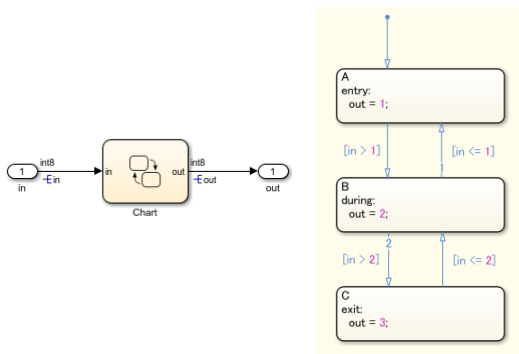 int8
int8
1
in
out
1
in
in
out
out
Chart
A
entry:
out = 1;
[in > 1]
[in <= 1]
1
B
during:
out = 2;
2
[in > 2]
[in <= 2]
C
exit:
out = 3;